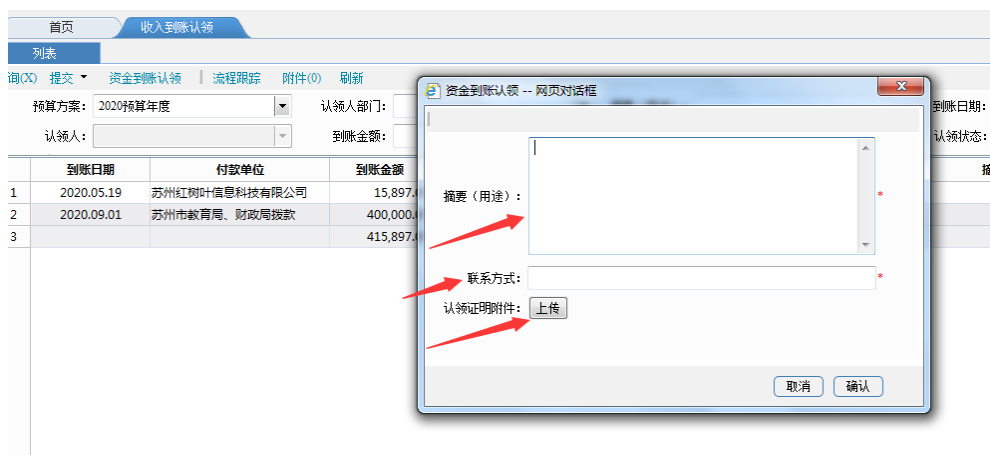 首页 收入到账认领
列表
询(X) 提交 资金到账认领 流程跟踪 附件(0) 刷新
预算方案: 2020预算年度 认领人部门: 到账日期:
认领人: 到账金额: 认领状态:
到账日期 付款单位 到账金额
1 2020.05.19 苏州红树叶信息科技有限公司 15,897.
2 2020.09.01 苏州市教育局、财政局拨款 400,000.
3 415,897.
资金到账认领 -- 网页对话框
摘要（用途）: *
联系方式: *
认领证明附件: 上传
取消 确认